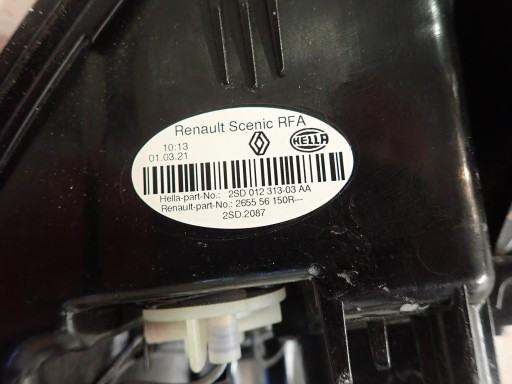 Renault Scenic RFA
10:13
01.03.21
HELLA
Hella-part-No.: 2SD 012 313-03 AA
Renault-part-No.: 2655 56 150R---
2SD.2087